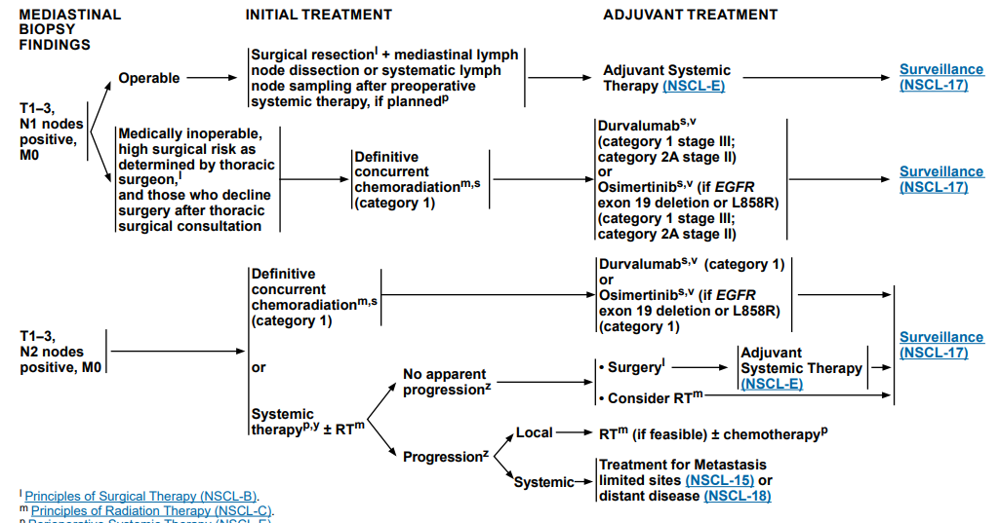 MEDIASTINAL
BIOPSY
FINDINGS
INITIAL TREATMENT
ADJUVANT TREATMENT
T1–3,
N1 nodes
positive,
M0
Operable
Surgical resectionˡ + mediastinal lymph
node dissection or systematic lymph
node sampling after preoperative
systemic therapy, if plannedᵖ
Adjuvant Systemic
Therapy (NSCL-E)
Surveillance
(NSCL-17)
Medically inoperable,
high surgical risk as
determined by thoracic
surgeon,ˡ
and those who decline
surgery after thoracic
surgical consultation
Definitive
concurrent
chemoradiationᵐ,ˢ
(category 1)
Durvalumabˢ,ᵛ
(category 1 stage III;
category 2A stage II)
or
Osimertinibˢ,ᵛ (if EGFR
exon 19 deletion or L858R)
(category 1 stage III;
category 2A stage II)
Surveillance
(NSCL-17)
T1–3,
N2 nodes
positive, M0
Definitive
concurrent
chemoradiationᵐ,ˢ
(category 1)
or
Systemic
therapyᵖ,ʸ ± RTᵐ
Durvalumabˢ,ᵛ (category 1)
or
Osimertinibˢ,ᵛ (if EGFR
exon 19 deletion or L858R)
(category 1)
No apparent
progressionᶻ
• Surgeryˡ
Adjuvant
Systemic Therapy
(NSCL-E)
• Consider RTᵐ
Surveillance
(NSCL-17)
Progressionᶻ
Local
RTᵐ (if feasible) ± chemotherapyᵖ
Systemic
Treatment for Metastasis
limited sites (NSCL-15) or
distant disease (NSCL-18)
ˡ Principles of Surgical Therapy (NSCL-B).
ᵐ Principles of Radiation Therapy (NSCL-C).
ᵖ Perioperative Systemic Therapy (NSCL-E)